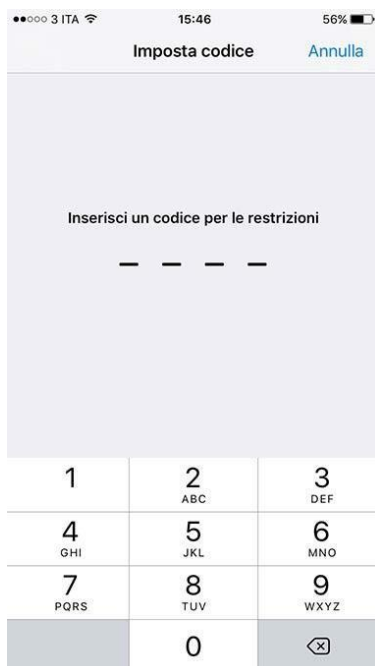 3 ITA 15:46 56%
Imposta codice Annulla
Inserisci un codice per le restrizioni
1 2 3
ABC DEF
4 5 6
GHI JKL MNO
7 8 9
PQRS TUV WXYZ
0